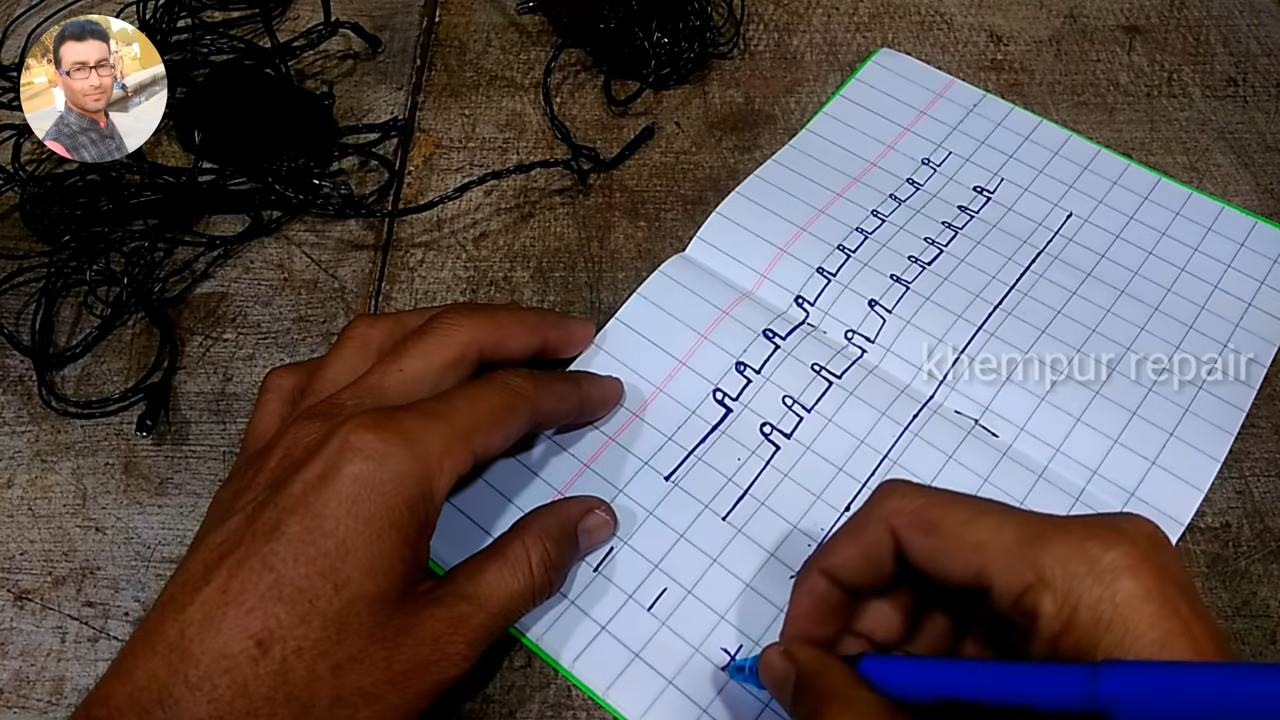 khempur repair
- - +